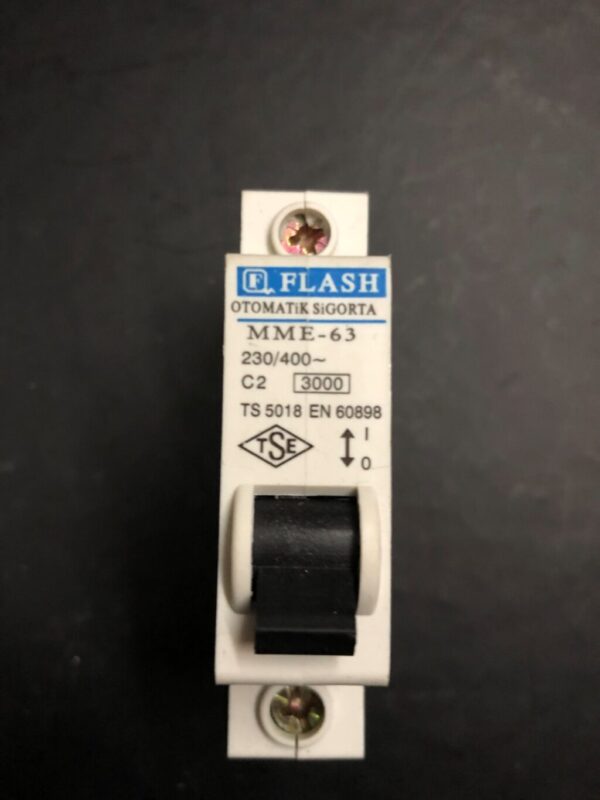 F FLASH
OTOMATiK SiGORTA
MME-63
230/400~
C2 3000
TS 5018 EN 60898
TSE I
0